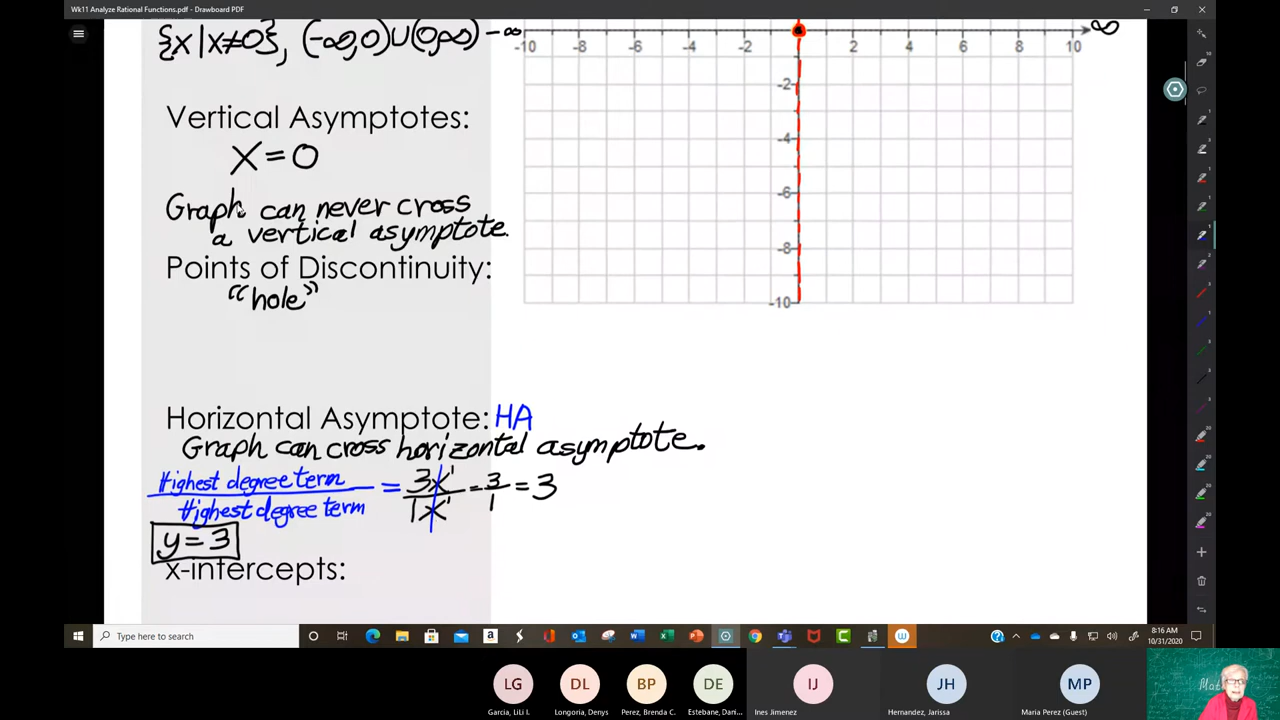 Wk11 Analyze Rational Functions.pdf - Drawboard PDF
{x|x≠0}, (-∞,0)∪(0,∞)
-∞
∞
-10 -8 -6 -4 -2 2 4 6 8 10
-2
-4
-6
-8
-10
Vertical Asymptotes:
x=0
Graph can never cross
a vertical asymptote.
Points of Discontinuity:
"hole"
Horizontal Asymptote: HA
Graph can cross horizontal asymptote.
Highest degree term
Highest degree term
= 3x¹/1x¹ = 3/1 = 3
y=3
x-intercepts:
Type here to search
8:16 AM
10/31/2020
LG DL BP DE IJ JH MP
Garcia, LiLi I. Longoria, Denys Perez, Brenda C. Estebane, Dani... Ines Jimenez Hernandez, Jarissa Maria Perez (Guest)